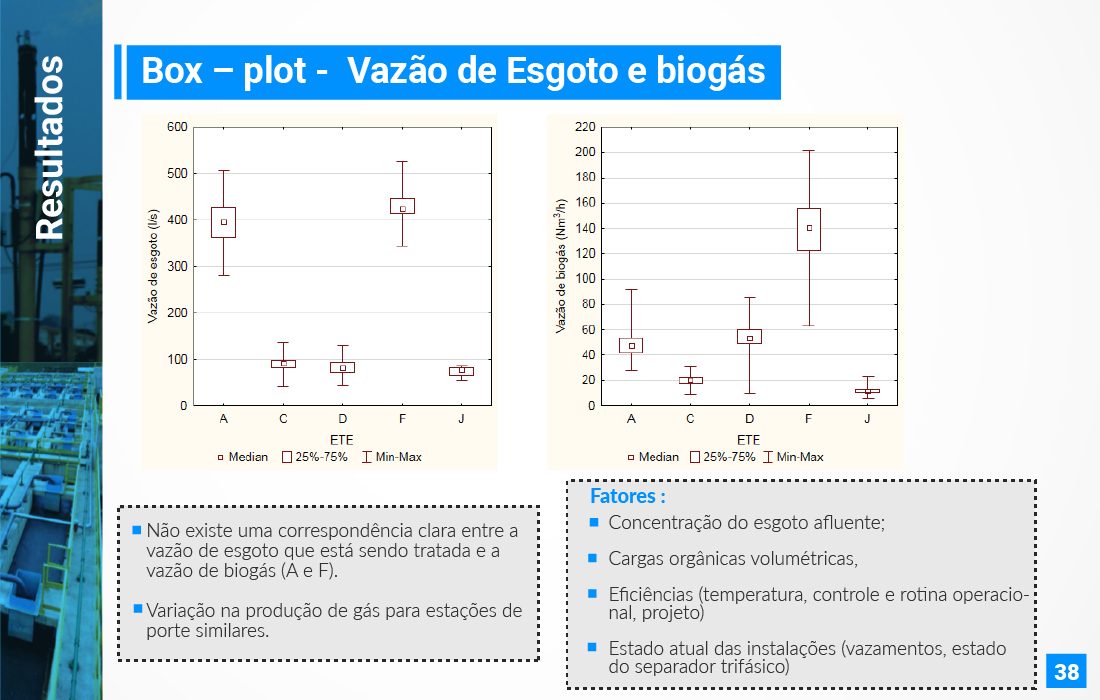 Resultados
Box – plot - Vazão de Esgoto e biogás
600
500
400
300
200
100
0
Vazão de esgoto (l/s)
A C D F J
ETE
Median 25%-75% Min-Max
220
200
180
160
140
120
100
80
60
40
20
0
Vazão de biogás (Nm³/h)
A C D F J
ETE
Median 25%-75% Min-Max
Não existe uma correspondência clara entre a
vazão de esgoto que está sendo tratada e a
vazão de biogás (A e F).
Variação na produção de gás para estações de
porte similares.
Fatores :
Concentração do esgoto afluente;
Cargas orgânicas volumétricas,
Eficiências (temperatura, controle e rotina operacio-
nal, projeto)
Estado atual das instalações (vazamentos, estado
do separador trifásico)
38